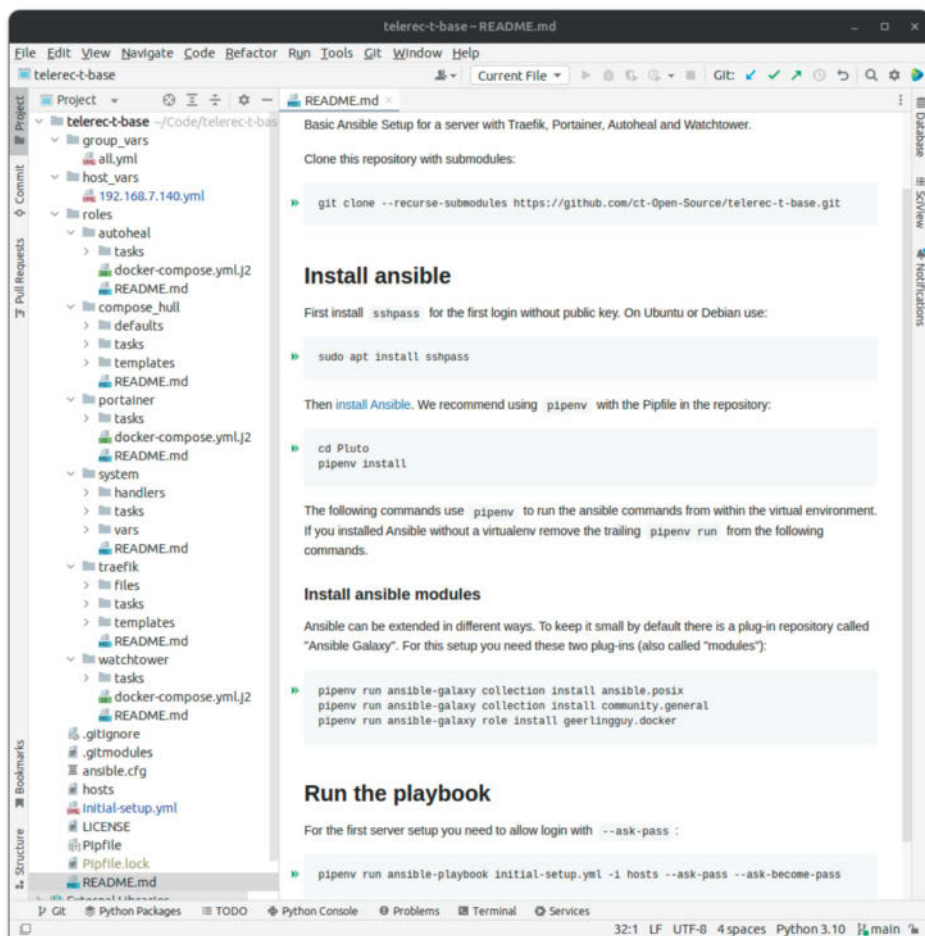 telerec-t-base – README.md
File Edit View Navigate Code Refactor Run Tools Git Window Help
telerec-t-base
Current File
Git:
Project
Commit
Pull Requests
Bookmarks
Structure
Project
telerec-t-base ~/Code/telerec-t-bas
group_vars
all.yml
host_vars
192.168.7.140.yml
roles
autoheal
tasks
docker-compose.yml.j2
README.md
compose_hull
defaults
tasks
templates
README.md
portainer
tasks
docker-compose.yml.j2
README.md
system
handlers
tasks
vars
README.md
traefik
files
tasks
templates
README.md
watchtower
tasks
docker-compose.yml.j2
README.md
.gitignore
.gitmodules
ansible.cfg
hosts
initial-setup.yml
LICENSE
Pipfile
Pipfile.lock
README.md
External Libraries
README.md
Basic Ansible Setup for a server with Traefik, Portainer, Autoheal and Watchtower.
Clone this repository with submodules:
git clone --recurse-submodules https://github.com/ct-Open-Source/telerec-t-base.git
Install ansible
First install sshpass for the first login without public key. On Ubuntu or Debian use:
sudo apt install sshpass
Then install Ansible. We recommend using pipenv with the Pipfile in the repository:
cd Pluto
pipenv install
The following commands use pipenv to run the ansible commands from within the virtual environment.
If you installed Ansible without a virtualenv remove the trailing pipenv run from the following
commands.
Install ansible modules
Ansible can be extended in different ways. To keep it small by default there is a plug-in repository called
"Ansible Galaxy". For this setup you need these two plug-ins (also called "modules"):
pipenv run ansible-galaxy collection install ansible.posix
pipenv run ansible-galaxy collection install community.general
pipenv run ansible-galaxy role install geerlingguy.docker
Run the playbook
For the first server setup you need to allow login with --ask-pass :
pipenv run ansible-playbook initial-setup.yml -i hosts --ask-pass --ask-become-pass
Database
SciView
Notifications
Git Python Packages TODO Python Console Problems Terminal Services
32:1 LF UTF-8 4 spaces Python 3.10 main